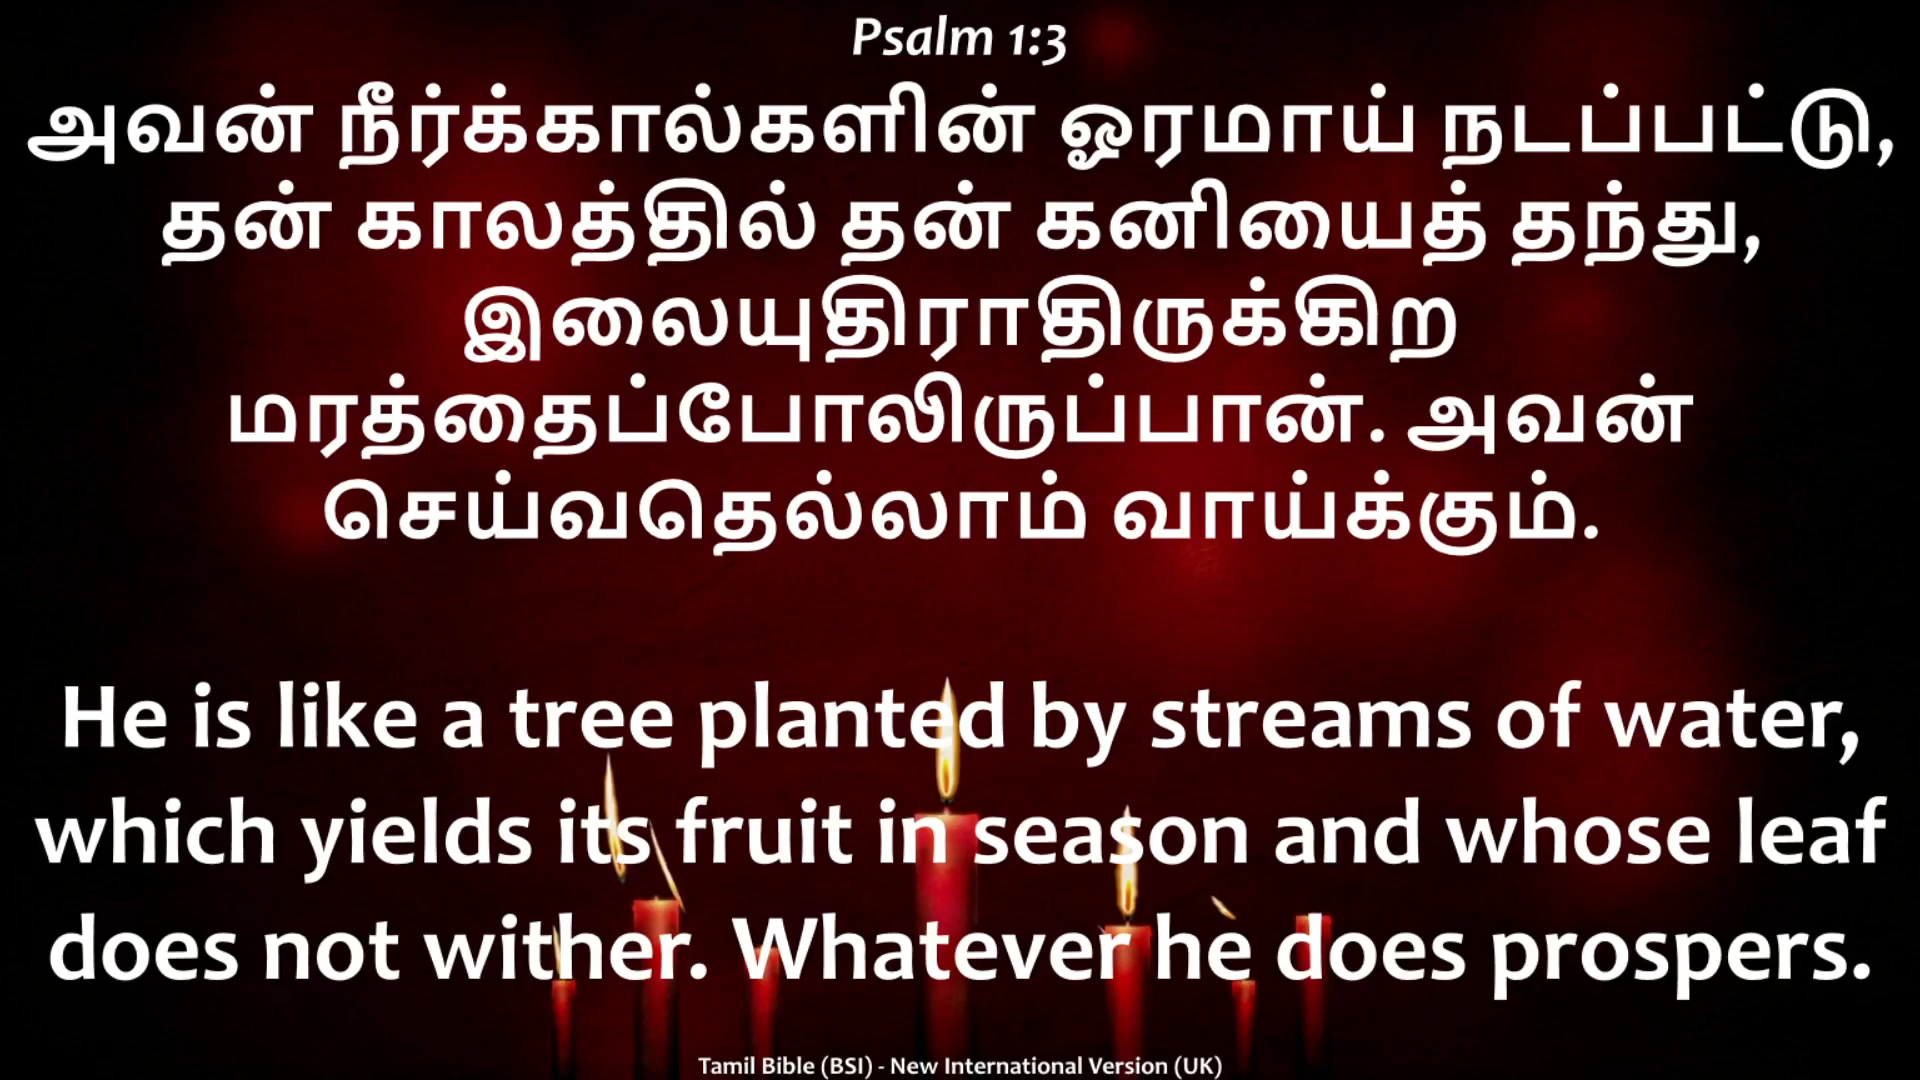 Psalm 1:3
அவன் நீர்க்கால்களின் ஓரமாய் நடப்பட்டு,
தன் காலத்தில் தன் கனியைத் தந்து,
இலையுதிராதிருக்கிற
மரத்தைப்போலிருப்பான். அவன்
செய்வதெல்லாம் வாய்க்கும்.
He is like a tree planted by streams of water,
which yields its fruit in season and whose leaf
does not wither. Whatever he does prospers.
Tamil Bible (BSI) - New International Version (UK)